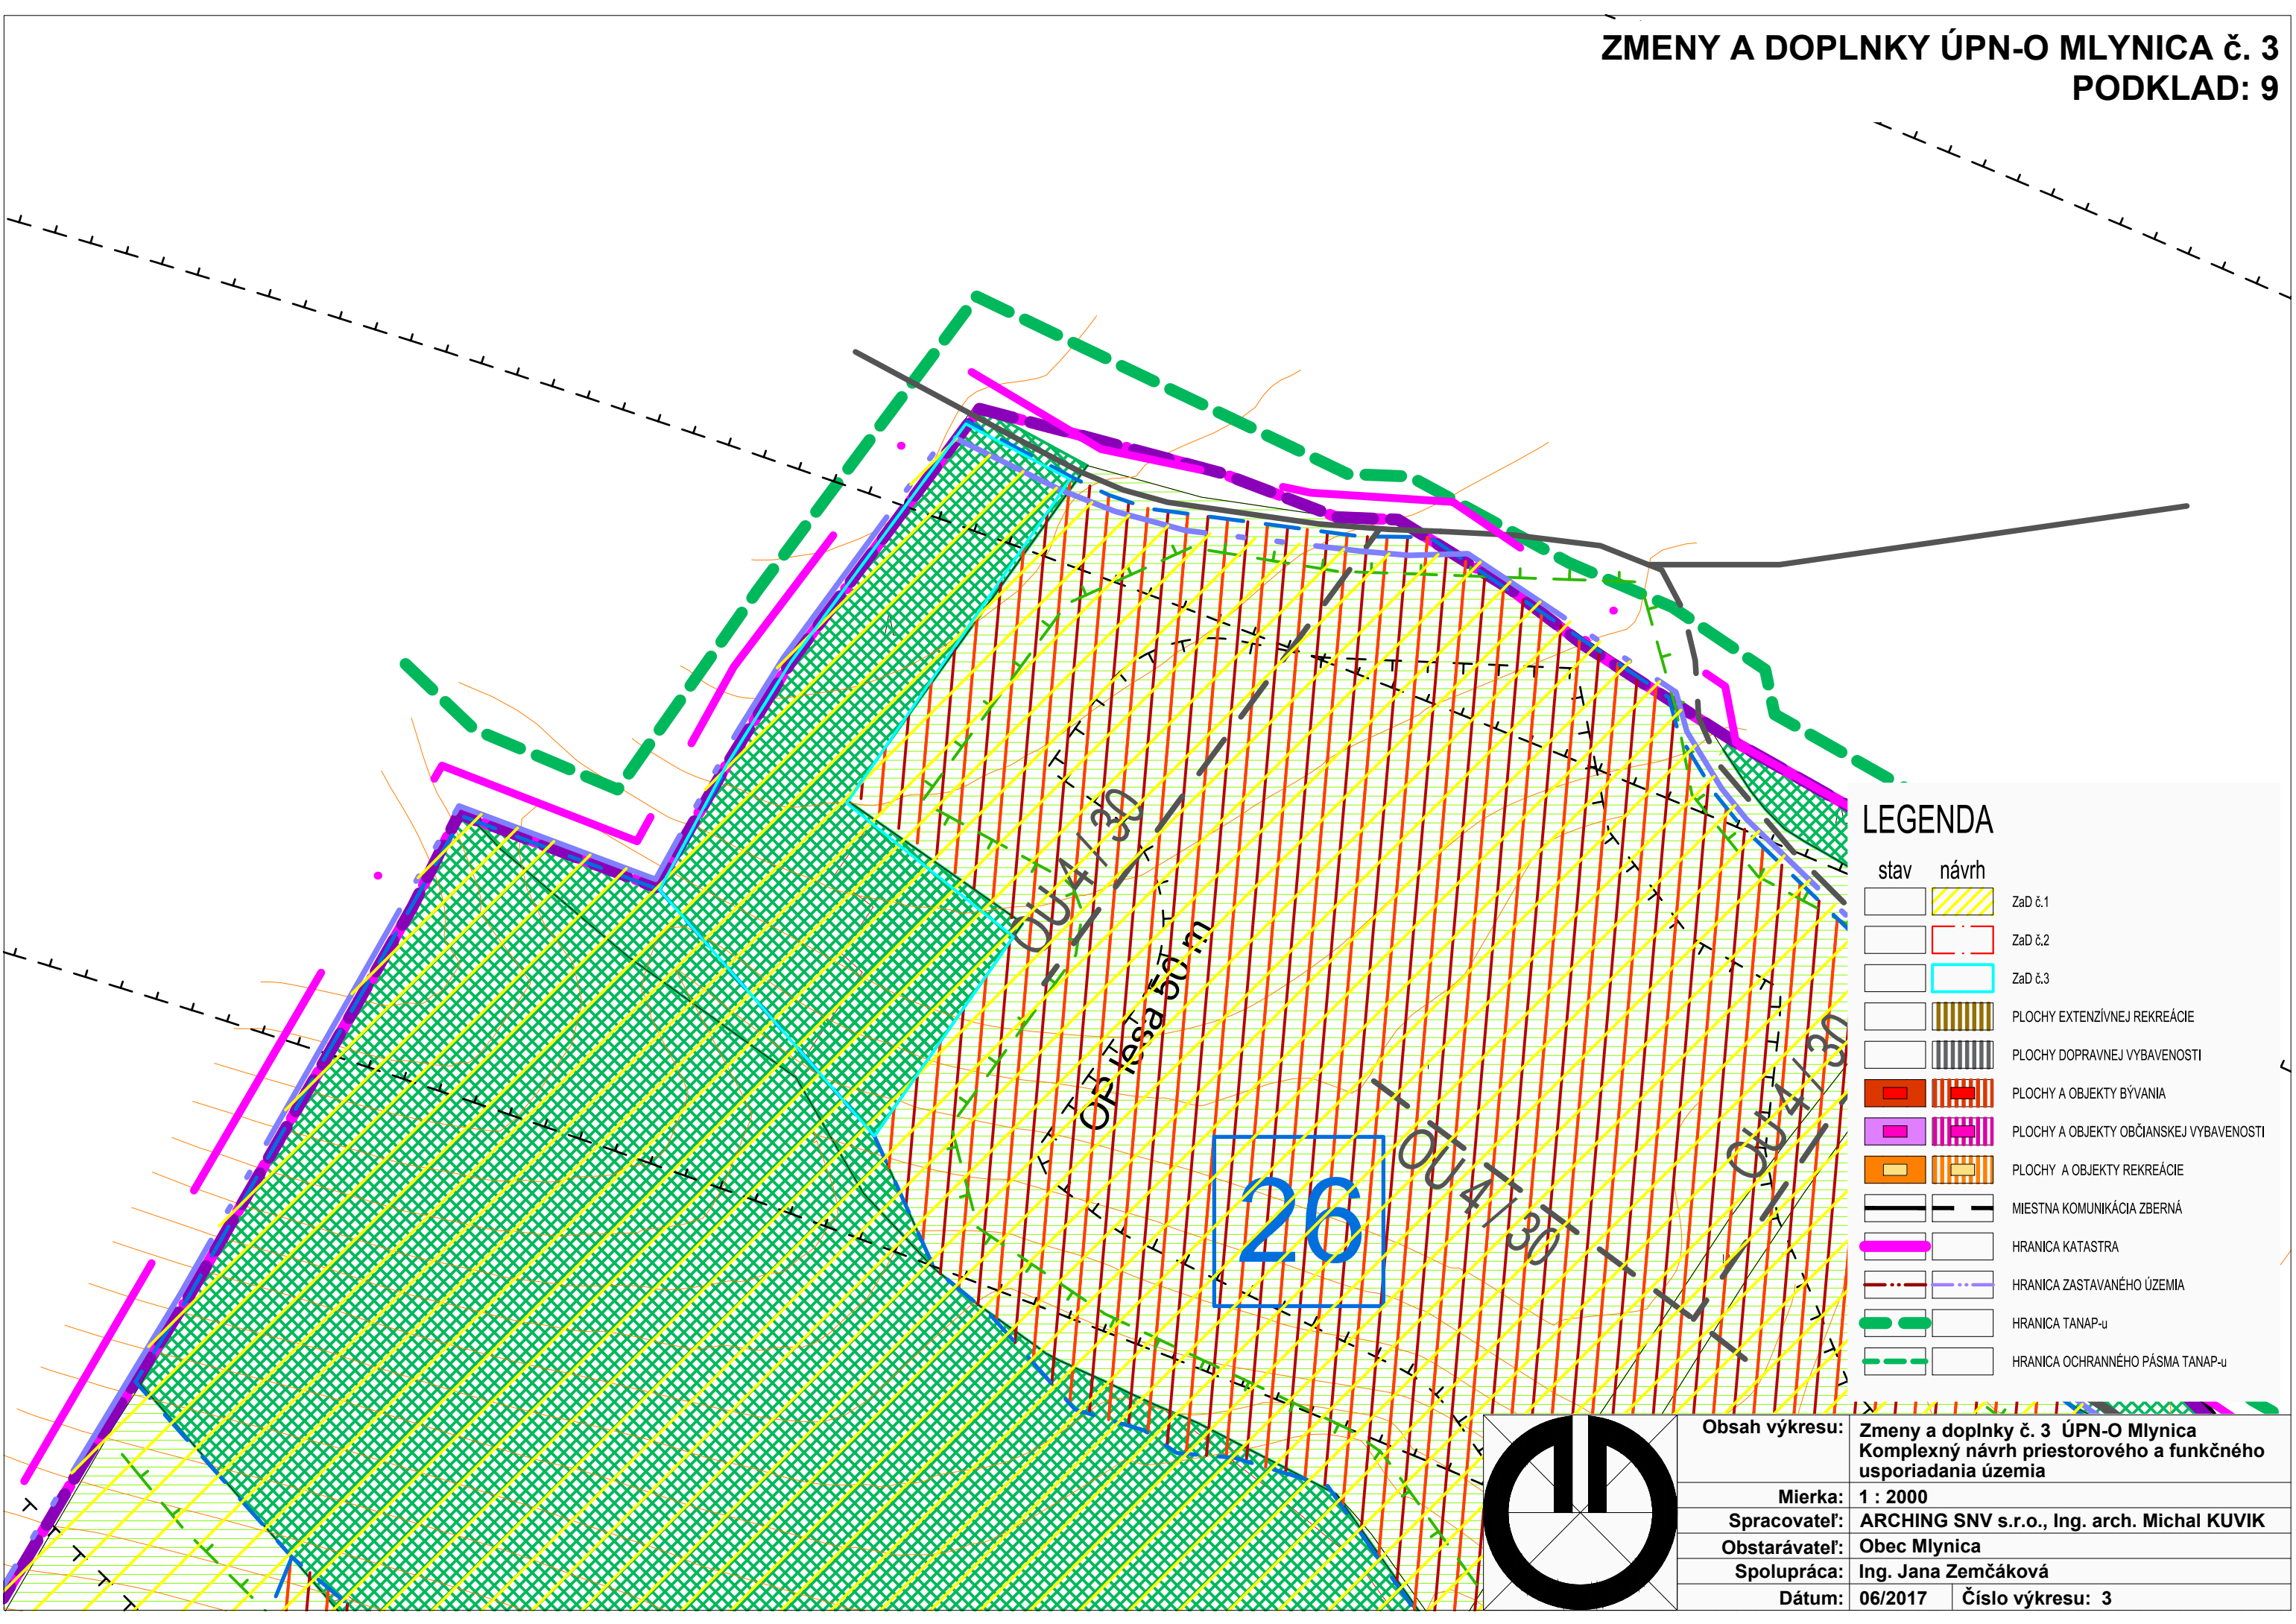 ZMENY A DOPLNKY ÚPN-O MLYNICA č. 3
PODKLAD: 9
OU 4 / 30
OP lesa 50 m
OU 4 / 30
OU 4 / 30
26
LEGENDA
stav návrh
ZaD č.1
ZaD č.2
ZaD č.3
PLOCHY EXTENZÍVNEJ REKREÁCIE
PLOCHY DOPRAVNEJ VYBAVENOSTI
PLOCHY A OBJEKTY BÝVANIA
PLOCHY A OBJEKTY OBČIANSKEJ VYBAVENOSTI
PLOCHY A OBJEKTY REKREÁCIE
MIESTNA KOMUNIKÁCIA ZBERNÁ
HRANICA KATASTRA
HRANICA ZASTAVANÉHO ÚZEMIA
HRANICA TANAP-u
HRANICA OCHRANNÉHO PÁSMA TANAP-u
Obsah výkresu: Zmeny a doplnky č. 3 ÚPN-O Mlynica
Komplexný návrh priestorového a funkčného
usporiadania územia
Mierka: 1 : 2000
Spracovateľ: ARCHING SNV s.r.o., Ing. arch. Michal KUVIK
Obstarávateľ: Obec Mlynica
Spolupráca: Ing. Jana Zemčáková
Dátum: 06/2017 Číslo výkresu: 3